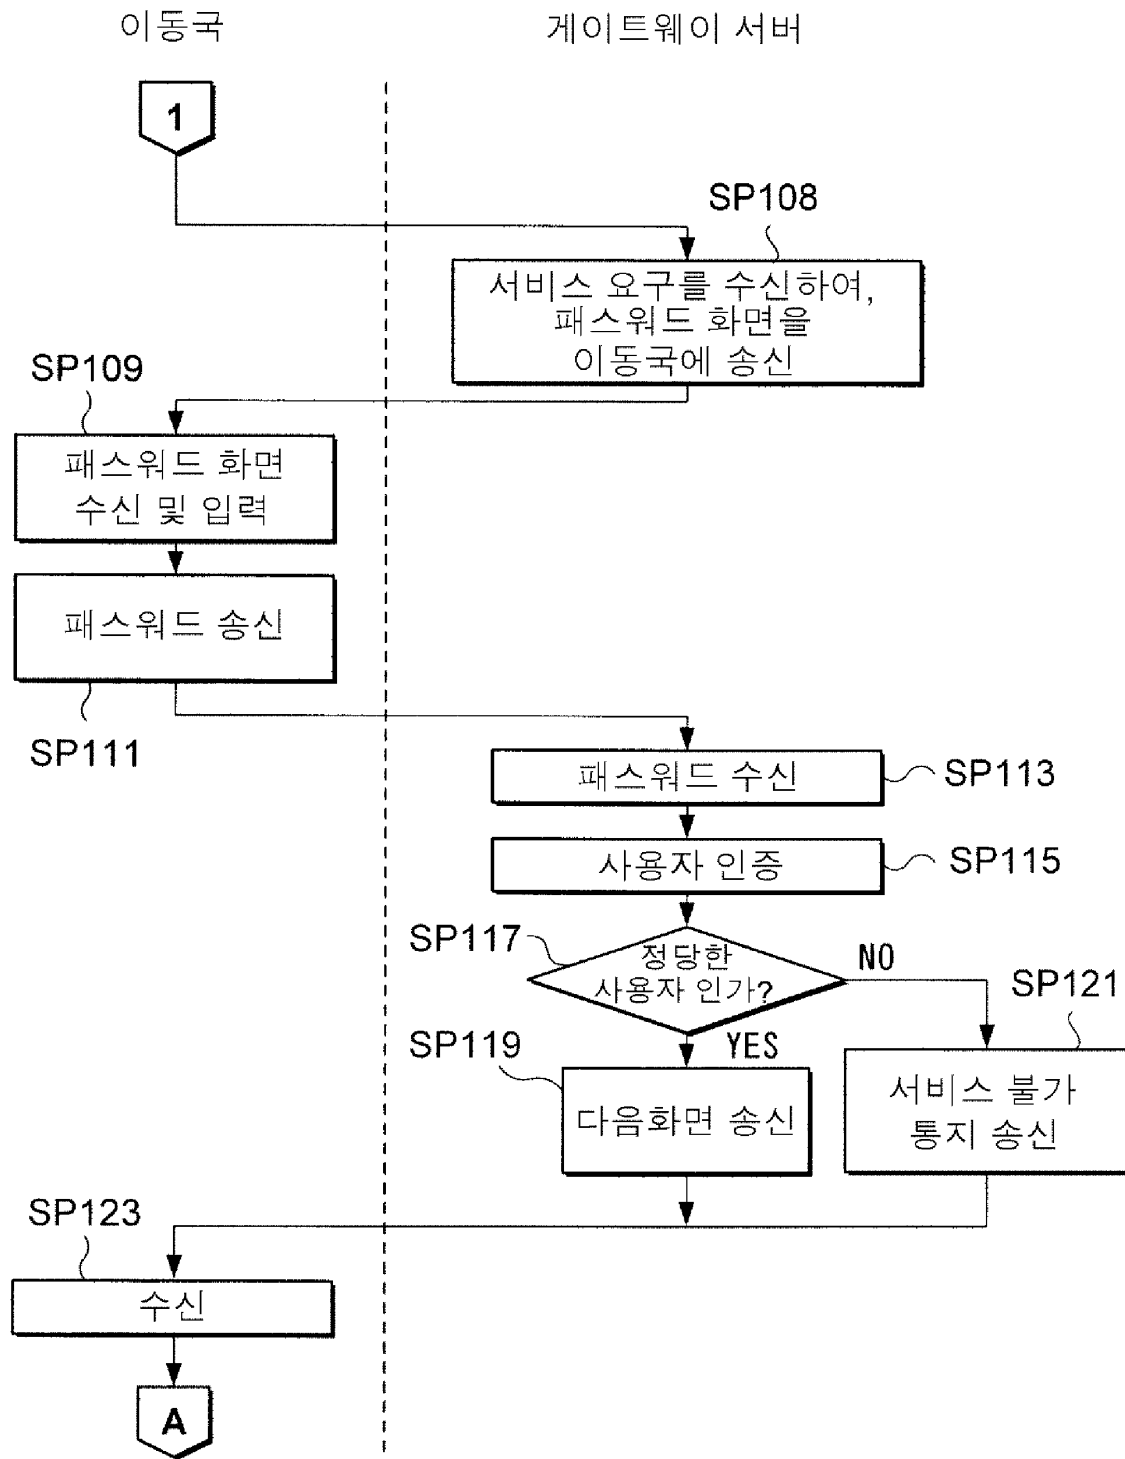 이동국
게이트웨이 서버
1
SP108
서비스 요구를 수신하여,
패스워드 화면을
이동국에 송신
SP109
패스워드 화면
수신 및 입력
패스워드 송신
SP111
패스워드 수신
SP113
사용자 인증
SP115
SP117
정당한
사용자 인가?
NO
SP121
SP119
YES
다음화면 송신
서비스 불가
통지 송신
SP123
수신
A